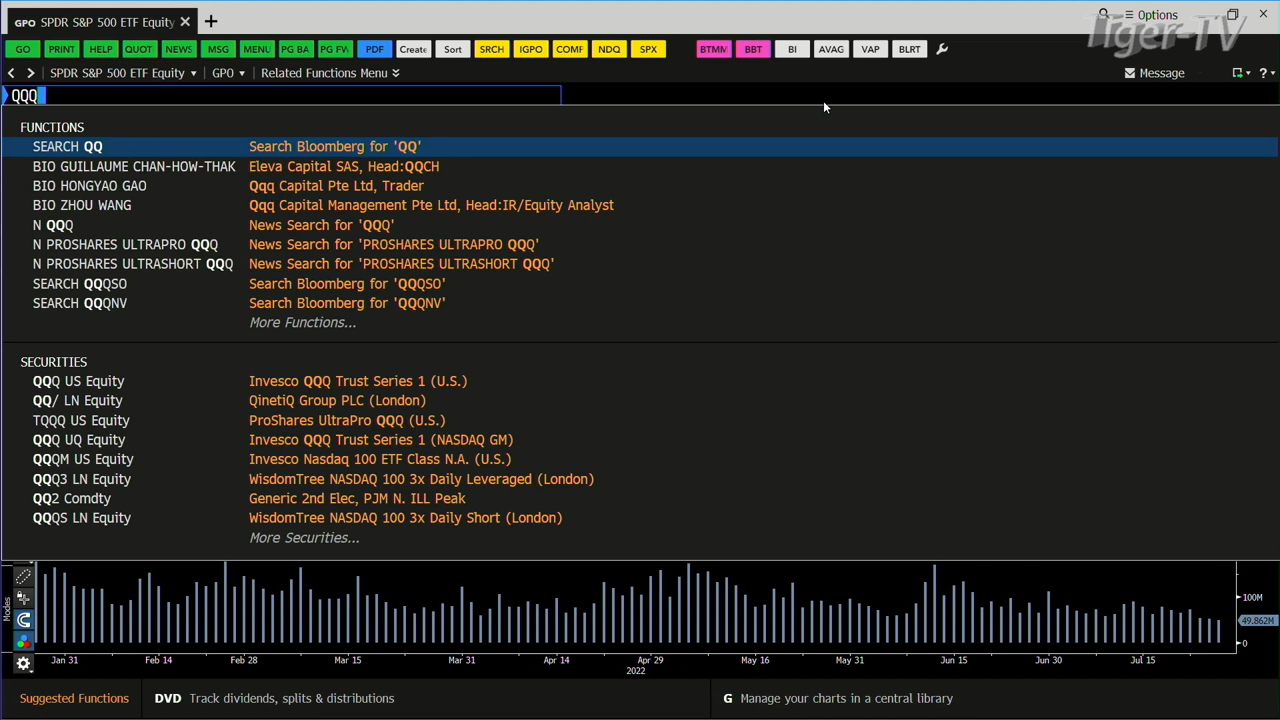 GPO SPDR S&P 500 ETF Equity
Options
Tiger-TV
GO PRINT HELP QUOT NEWS MSG MENU PG BA PG FW PDF Create Sort SRCH IGPO COMF NDQ SPX BTMM BBT BI AVAG VAP BLRT
SPDR S&P 500 ETF Equity GPO Related Functions Menu Message ?
QQQ
FUNCTIONS
SEARCH QQ Search Bloomberg for 'QQ'
BIO GUILLAUME CHAN-HOW-THAK Eleva Capital SAS, Head:QQCH
BIO HONGYAO GAO Qqq Capital Pte Ltd, Trader
BIO ZHOU WANG Qqq Capital Management Pte Ltd, Head:IR/Equity Analyst
N QQQ News Search for 'QQQ'
N PROSHARES ULTRAPRO QQQ News Search for 'PROSHARES ULTRAPRO QQQ'
N PROSHARES ULTRASHORT QQQ News Search for 'PROSHARES ULTRASHORT QQQ'
SEARCH QQQSO Search Bloomberg for 'QQQSO'
SEARCH QQQNV Search Bloomberg for 'QQQNV'
More Functions...
SECURITIES
QQQ US Equity Invesco QQQ Trust Series 1 (U.S.)
QQ/ LN Equity QinetiQ Group PLC (London)
TQQQ US Equity ProShares UltraPro QQQ (U.S.)
QQQ UQ Equity Invesco QQQ Trust Series 1 (NASDAQ GM)
QQQM US Equity Invesco Nasdaq 100 ETF Class N.A. (U.S.)
QQQ3 LN Equity WisdomTree NASDAQ 100 3x Daily Leveraged (London)
QQ2 Comdty Generic 2nd Elec, PJM N. ILL Peak
QQQS LN Equity WisdomTree NASDAQ 100 3x Daily Short (London)
More Securities...
Modes
100M
49.862M
0
Jan 31 Feb 14 Feb 28 Mar 15 Mar 31 Apr 14 Apr 29 May 16 May 31 Jun 15 Jun 30 Jul 15
2022
Suggested Functions DVD Track dividends, splits & distributions G Manage your charts in a central library